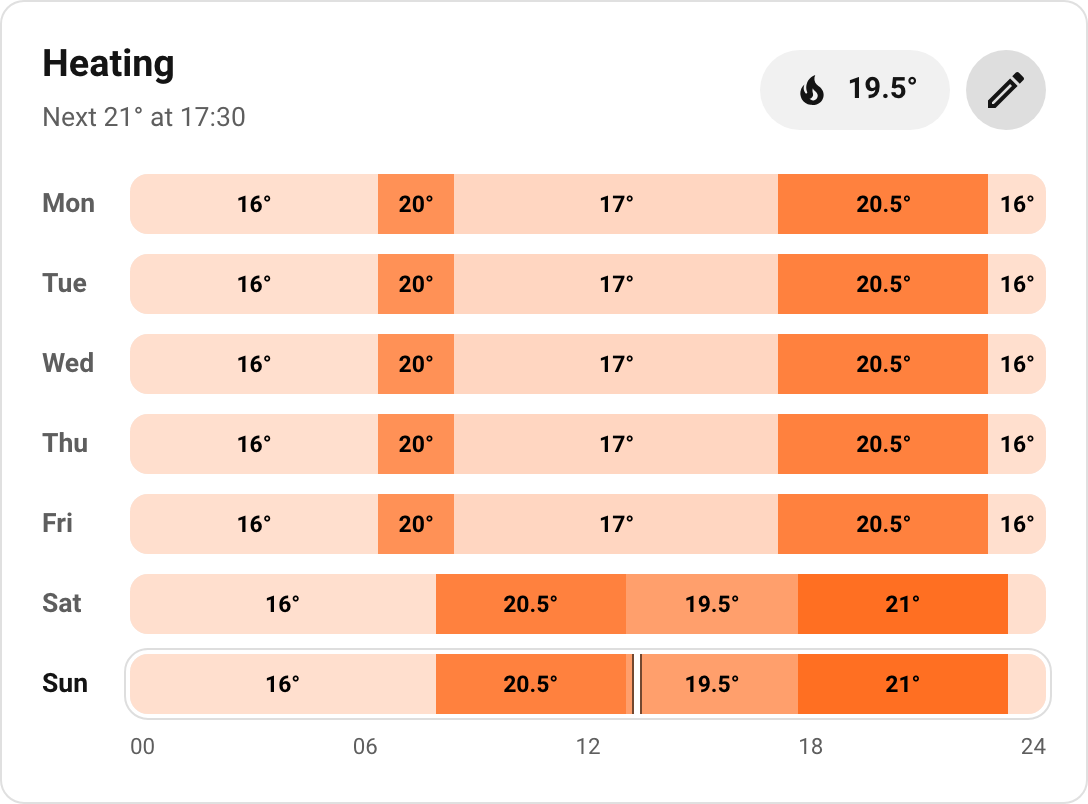 Heating
Next 21° at 17:30
19.5°
Mon 16° 20° 17° 20.5° 16°
Tue 16° 20° 17° 20.5° 16°
Wed 16° 20° 17° 20.5° 16°
Thu 16° 20° 17° 20.5° 16°
Fri 16° 20° 17° 20.5° 16°
Sat 16° 20.5° 19.5° 21°
Sun 16° 20.5° 19.5° 21°
00 06 12 18 24